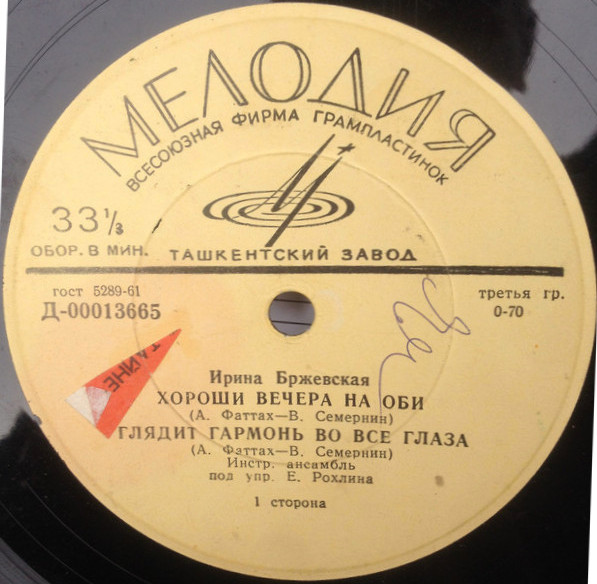 МЕЛОДИЯ
ВСЕСОЮЗНАЯ ФИРМА ГРАМПЛАСТИНОК
33⅓
ОБОР. В МИН.
ТАШКЕНТСКИЙ ЗАВОД
гост 5289-61
Д-00013665
третья гр.
0-70
ТАЙНЕ
Ирина Бржевская
ХОРОШИ ВЕЧЕРА НА ОБИ
(А. Фаттах—В. Семернин)
ГЛЯДИТ ГАРМОНЬ ВО ВСЕ ГЛАЗА
(А. Фаттах—В. Семернин)
Инстр. ансамбль
под упр. Е. Рохлина
1 сторона